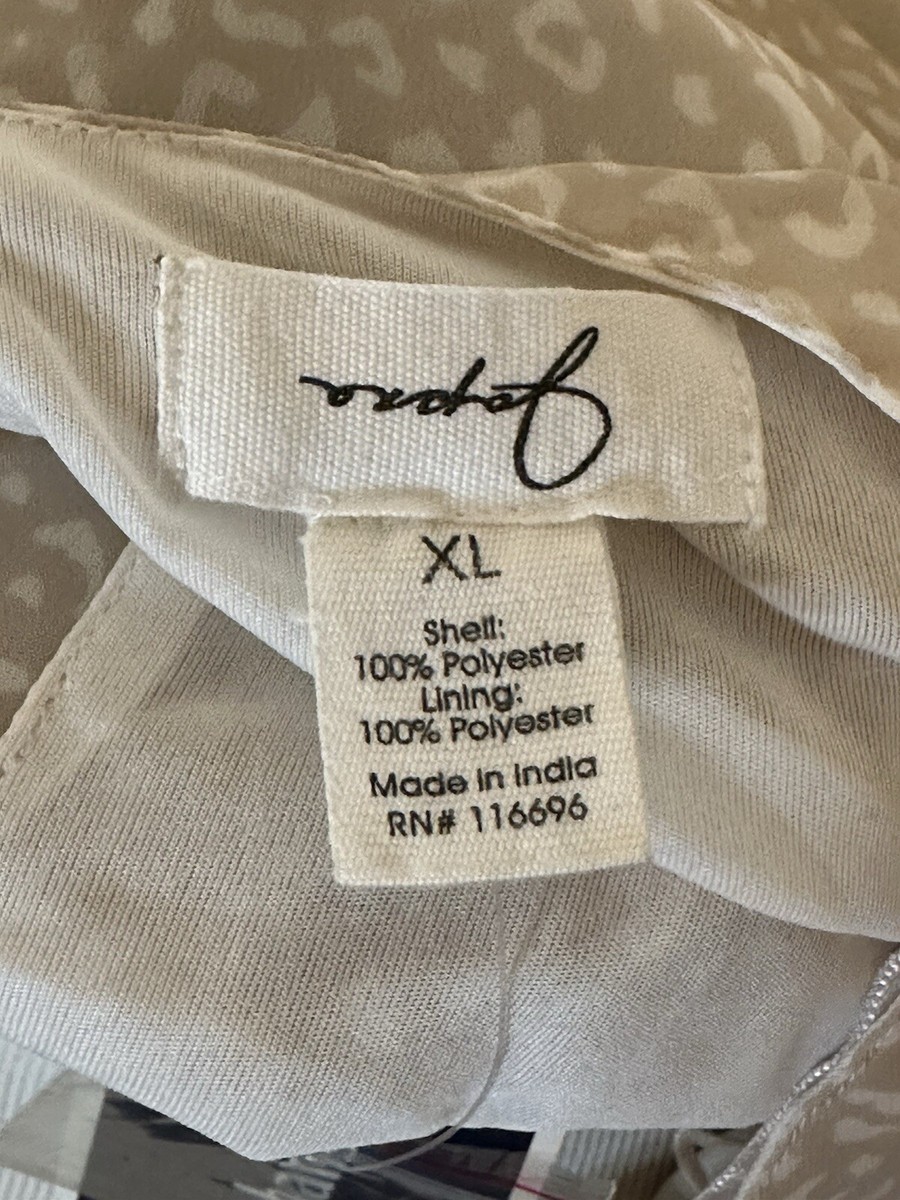 Japna
XL
Shell:
100% Polyester
Lining:
100% Polyester
Made in India
RN# 116696